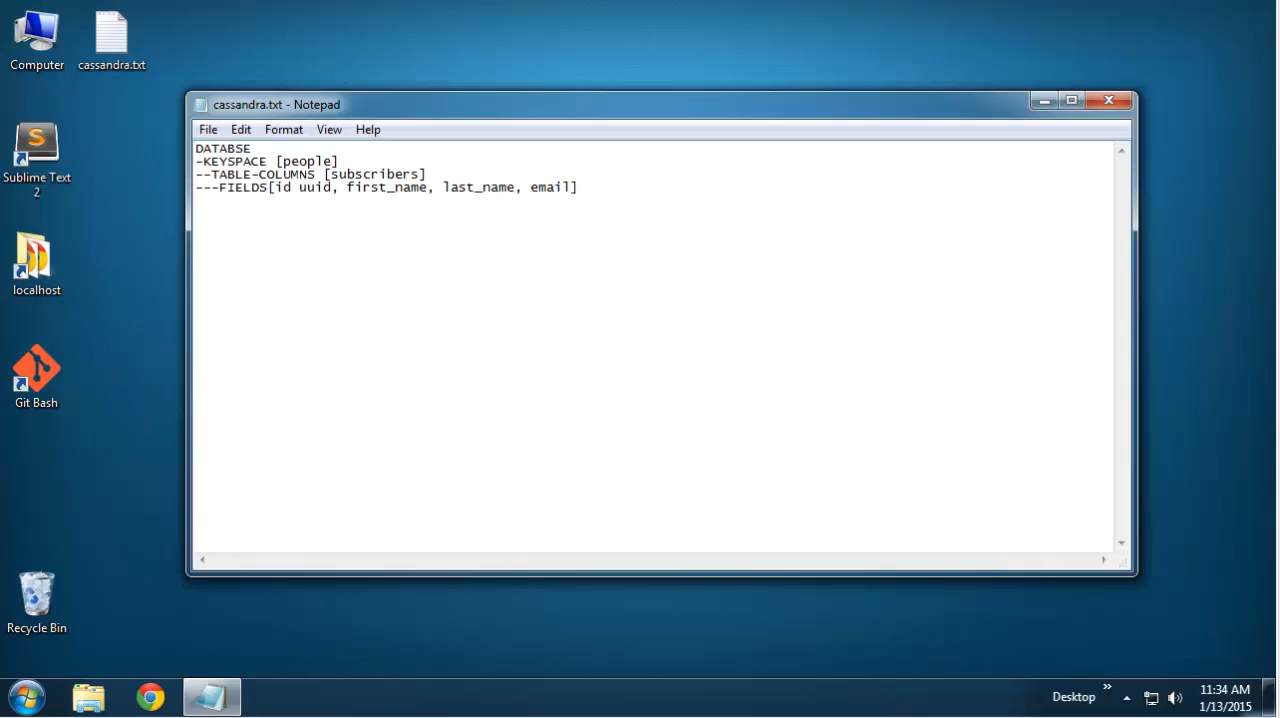 Computer
cassandra.txt
Sublime Text
2
localhost
Git Bash
Recycle Bin
cassandra.txt - Notepad
File Edit Format View Help
DATABSE
-KEYSPACE [people]
--TABLE-COLUMNS [subscribers]
---FIELDS[id uuid, first_name, last_name, email]
Desktop
11:34 AM
1/13/2015